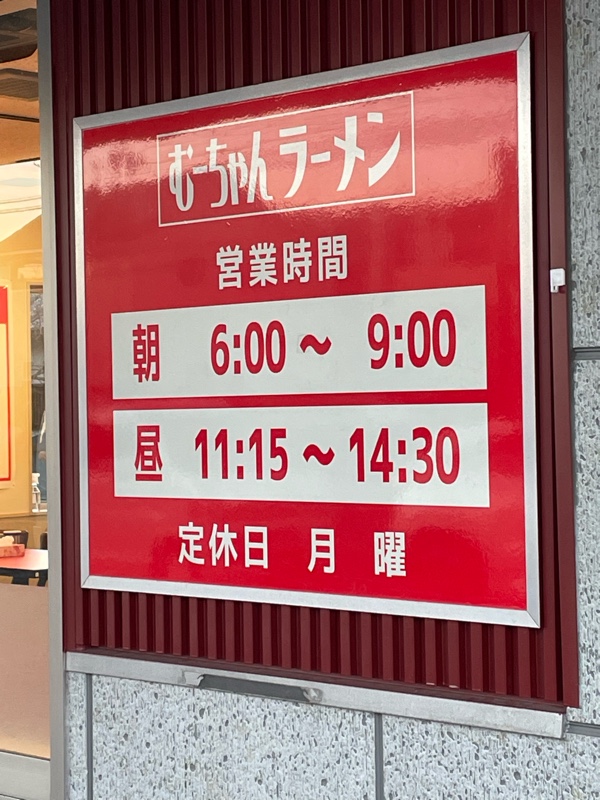 むーちゃんラーメン
営業時間
朝 6:00～ 9:00
昼 11:15～14:30
定休日 月 曜